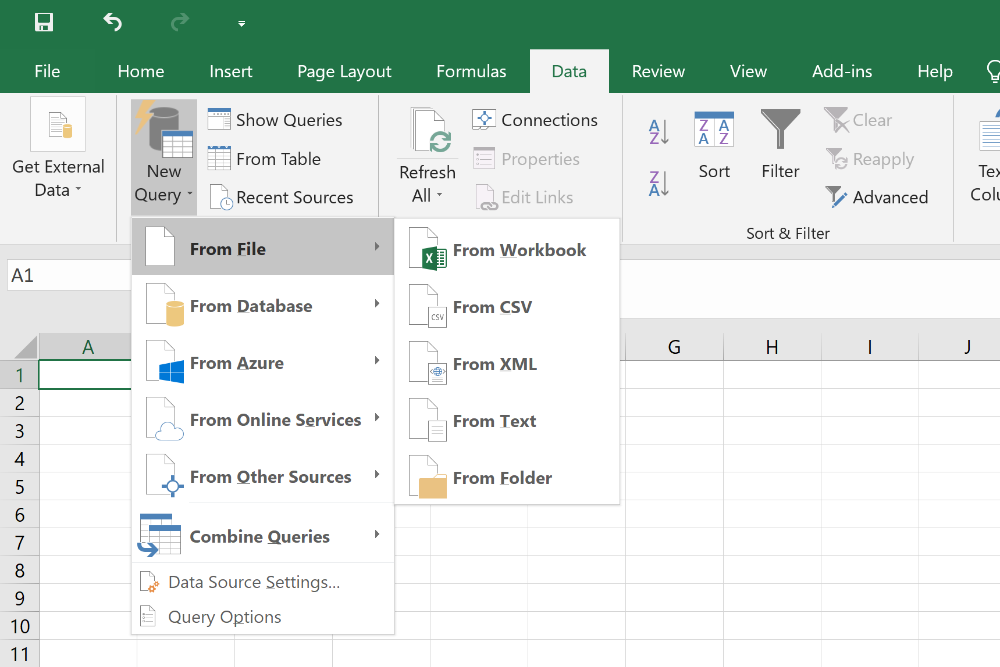 File Home Insert Page Layout Formulas Data Review View Add-ins Help
Get External
Data
New
Query
Show Queries
From Table
Recent Sources
Refresh
All
Connections
Properties
Edit Links
A
Z
Z
A
Z A
A Z
Sort
Filter
Clear
Reapply
Advanced
Sort & Filter
A1
From File
From Database
From Azure
From Online Services
From Other Sources
Combine Queries
Data Source Settings...
Query Options
X
From Workbook
CSV
From CSV
From XML
From Text
From Folder
A G H I J
1
2
3
4
5
6
7
8
9
10
11